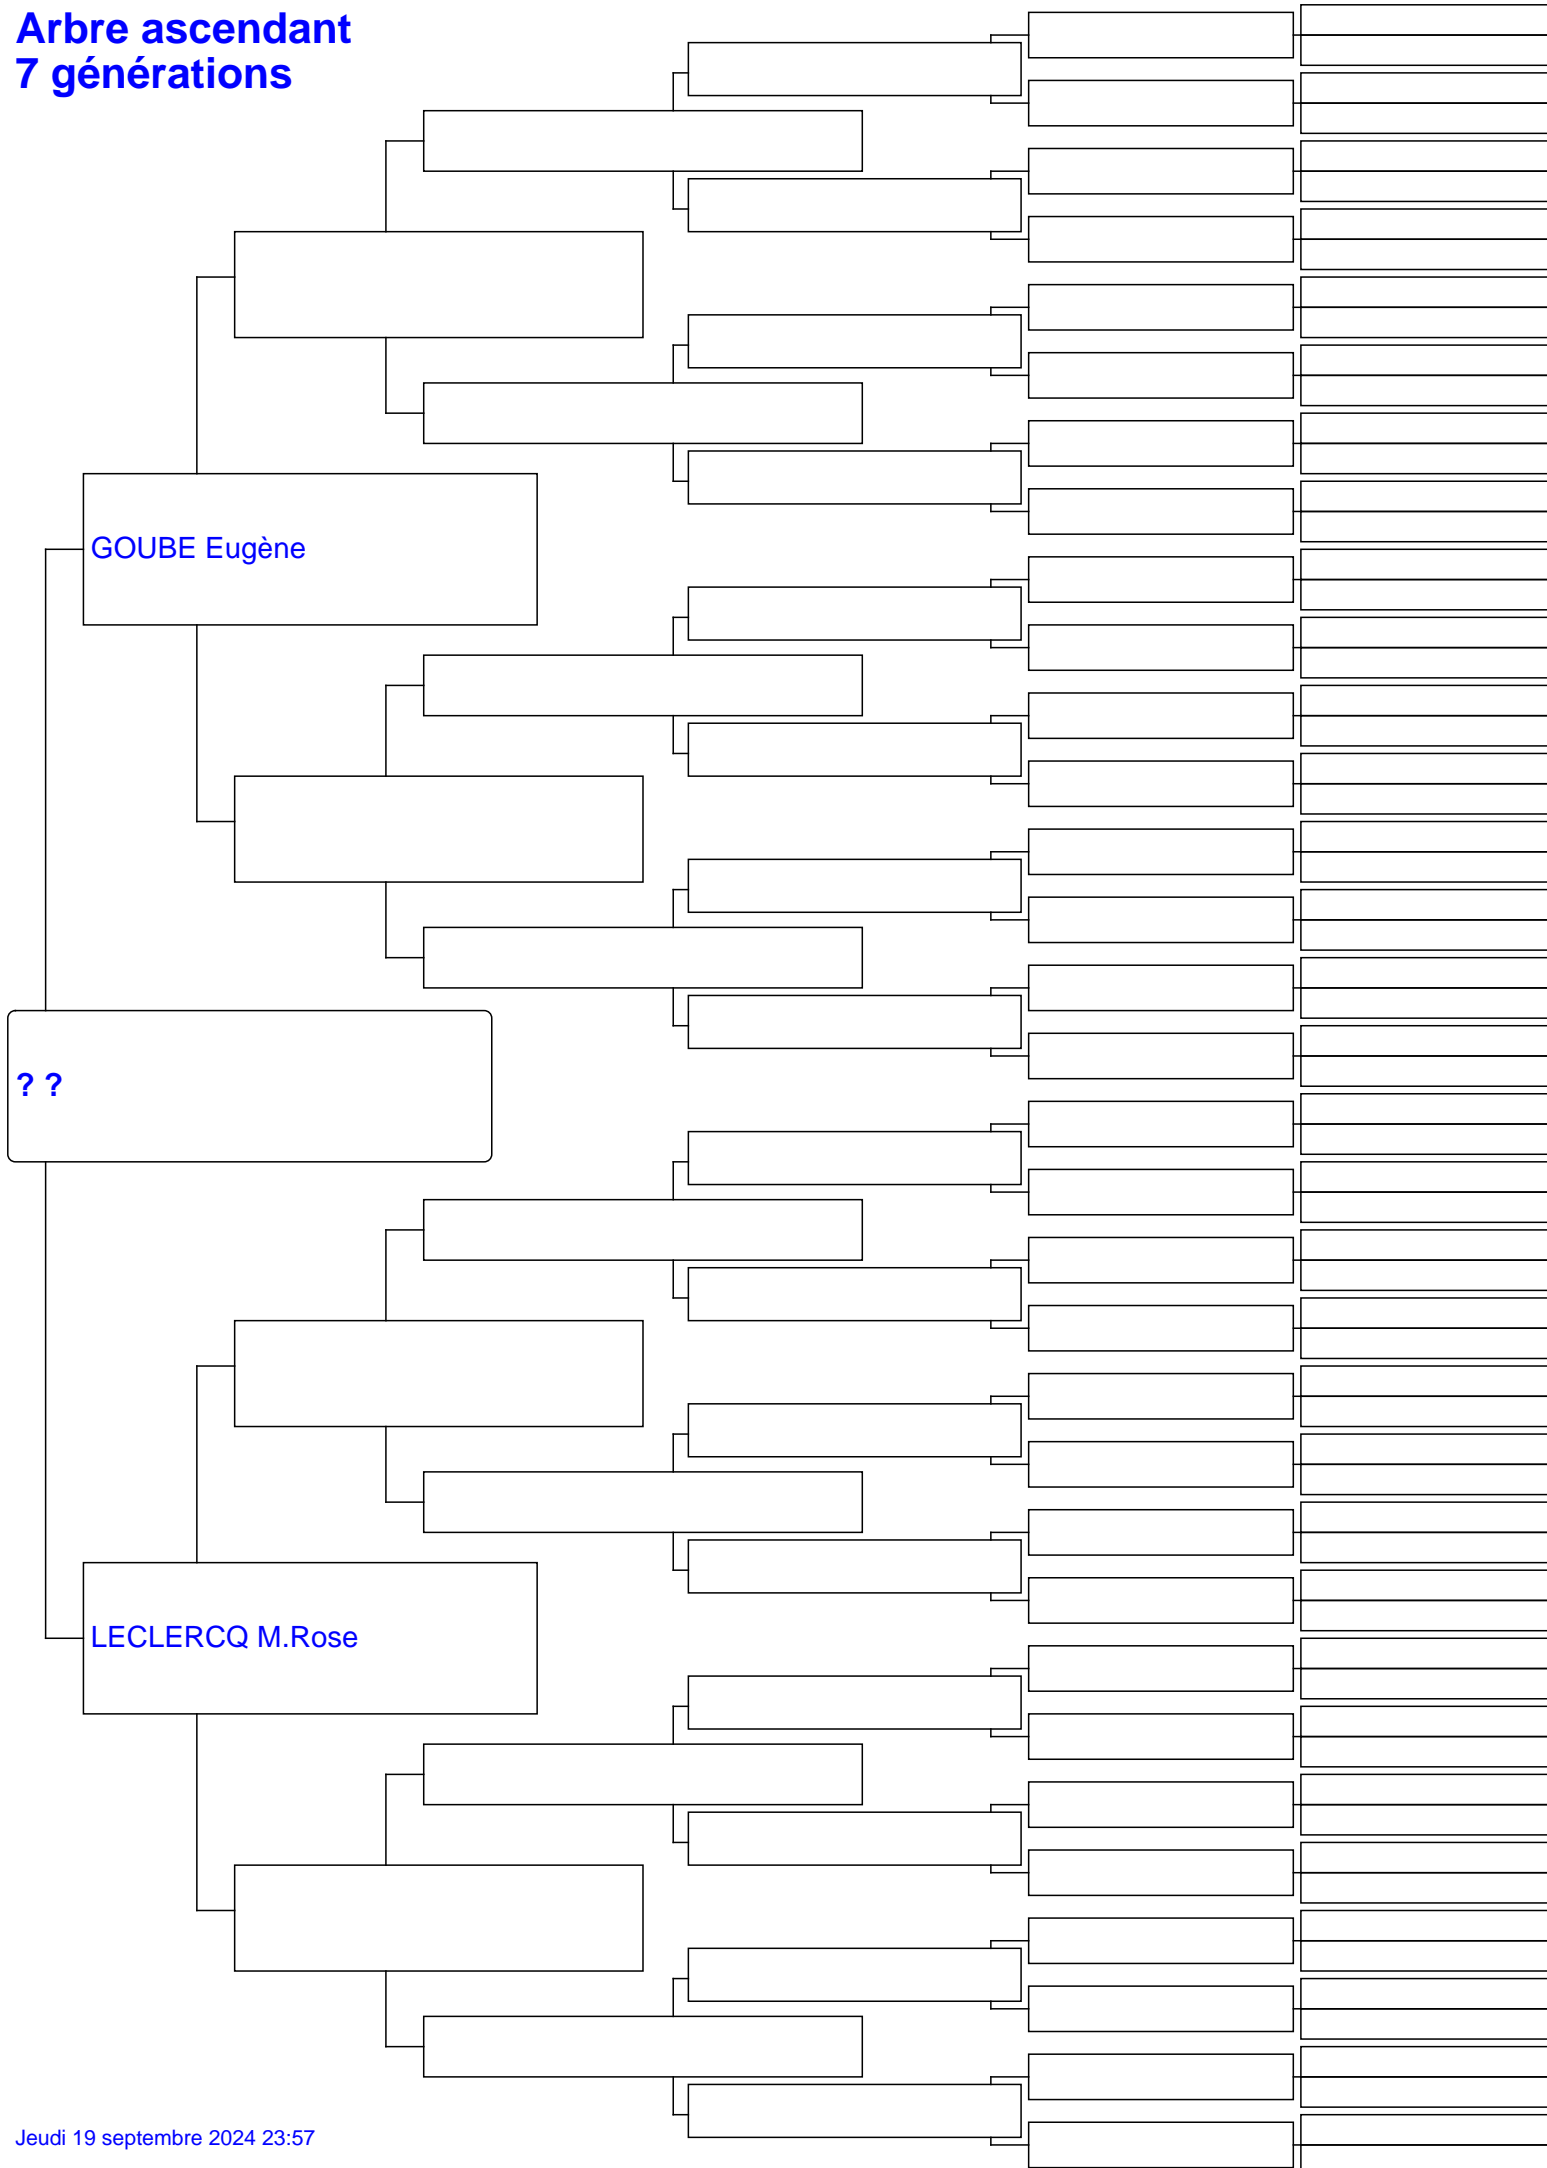 Arbre ascendant
7 générations
GOUBE Eugène
? ?
LECLERCQ M.Rose
Jeudi 19 septembre 2024 23:57